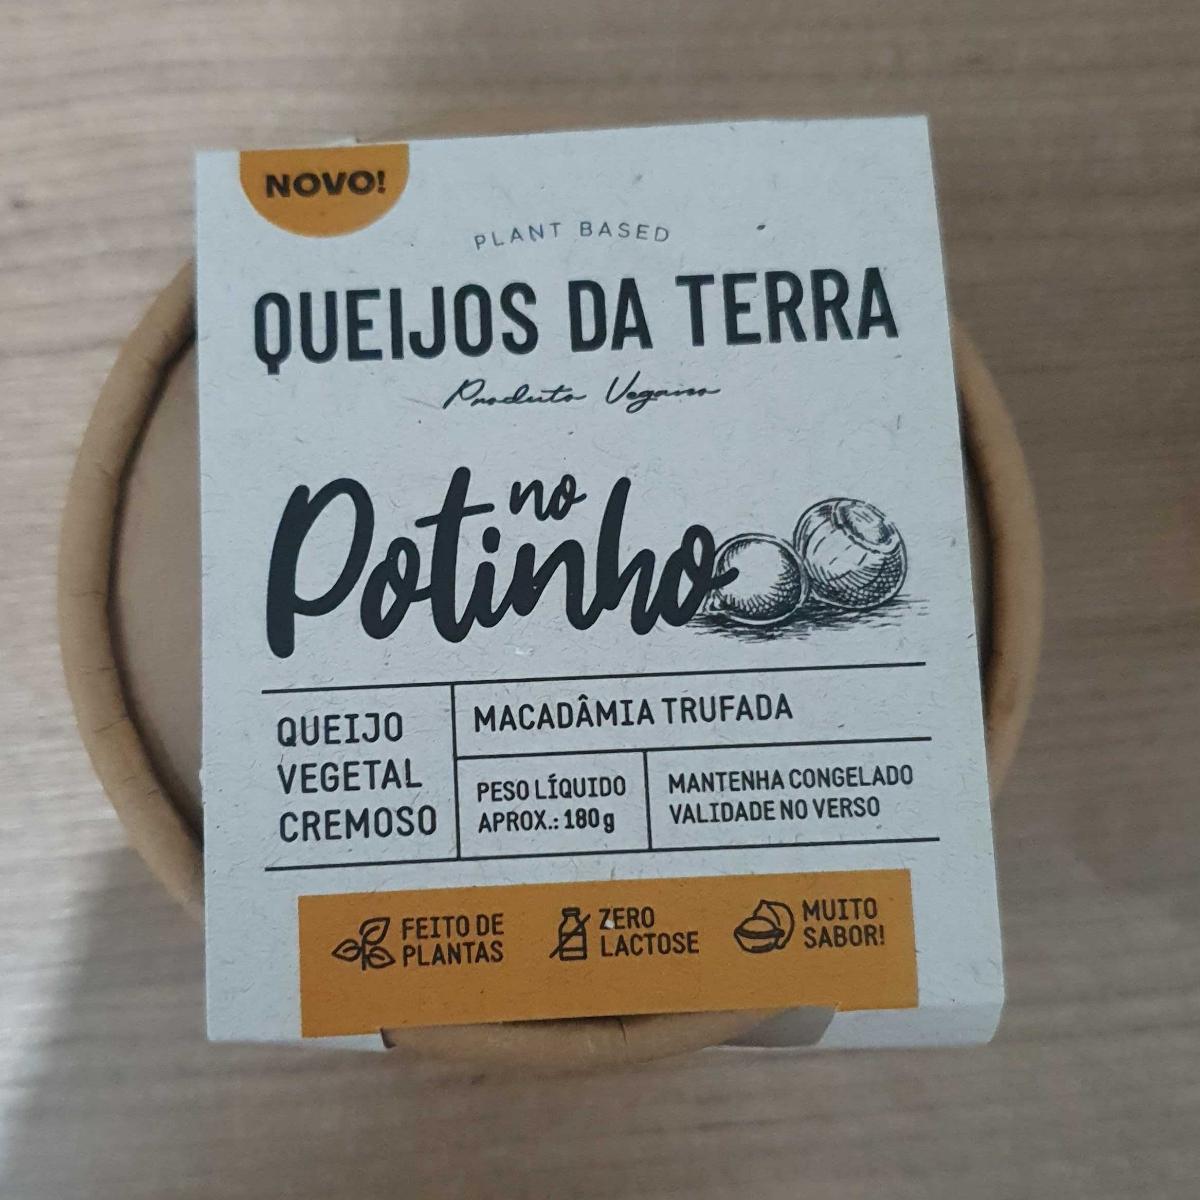 NOVO!
PLANT BASED
QUEIJOS DA TERRA
Produto Vegano
no
Potinho
QUEIJO
VEGETAL
CREMOSO
MACADÂMIA TRUFADA
PESO LÍQUIDO
APROX.: 180g
MANTENHA CONGELADO
VALIDADE NO VERSO
FEITO DE
PLANTAS
ZERO
LACTOSE
MUITO
SABOR!